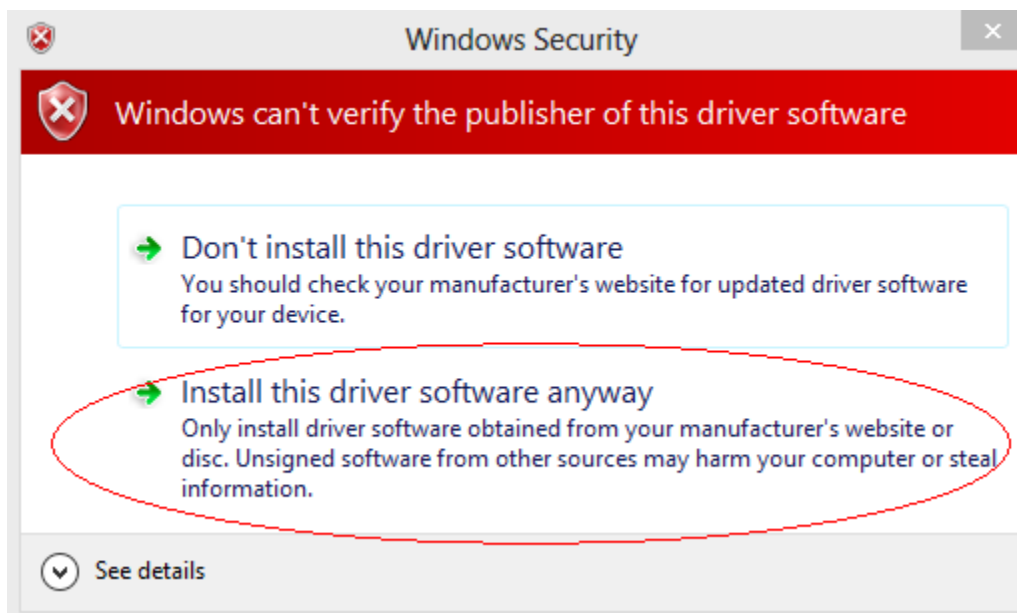 Windows Security
Windows can't verify the publisher of this driver software
Don't install this driver software
You should check your manufacturer's website for updated driver software
for your device.
Install this driver software anyway
Only install driver software obtained from your manufacturer's website or
disc. Unsigned software from other sources may harm your computer or steal
information.
See details